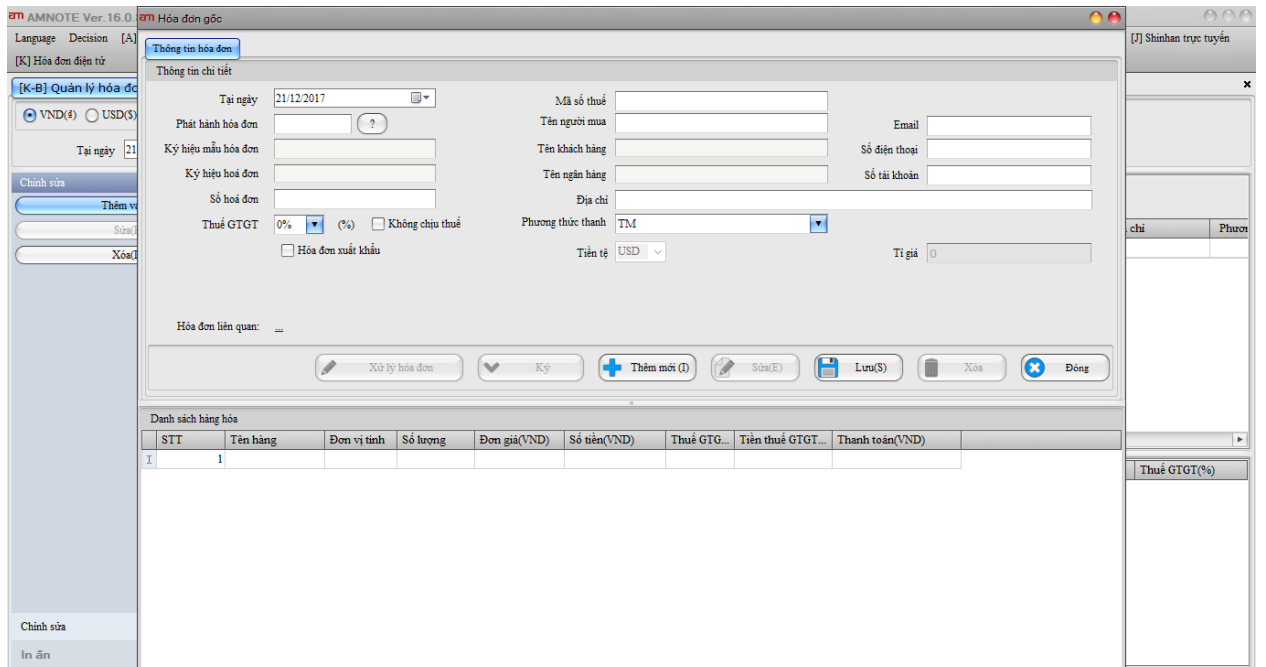 am AMNOTE Ver.16.0.
am Hóa đơn gốc
Language Decision [A]
[J] Shinhan trực tuyến
[K] Hóa đơn điện tử
Thông tin hóa đơn
Thông tin chi tiết
[K-B] Quản lý hóa đơ
VND(₫) USD($)
Tại ngày 21
Chỉnh sửa
Thêm và
Sửa(E
Xóa(I
Tại ngày 21/12/2017
Mã số thuế
Phát hành hóa đơn ?
Tên người mua
Email
Ký hiệu mẫu hóa đơn
Tên khách hàng
Số điện thoại
Ký hiệu hoá đơn
Tên ngân hàng
Số tài khoản
Số hoá đơn
Địa chỉ
Thuế GTGT 0% (%) Không chịu thuế
Phương thức thanh TM
Hóa đơn xuất khẩu
Tiền tệ USD
Tỉ giá 0
Hóa đơn liên quan: ...
Xử lý hóa đơn
Ký
Thêm mới (I)
Sửa(E)
Lưu(S)
Xóa
Đóng
Danh sách hàng hóa
STT Tên hàng Đơn vị tính Số lượng Đơn giá(VND) Số tiền(VND) Thuế GTG... Tiền thuế GTGT... Thanh toán(VND)
1
chỉ Phươn
Thuế GTGT(%)
Chỉnh sửa
In ấn